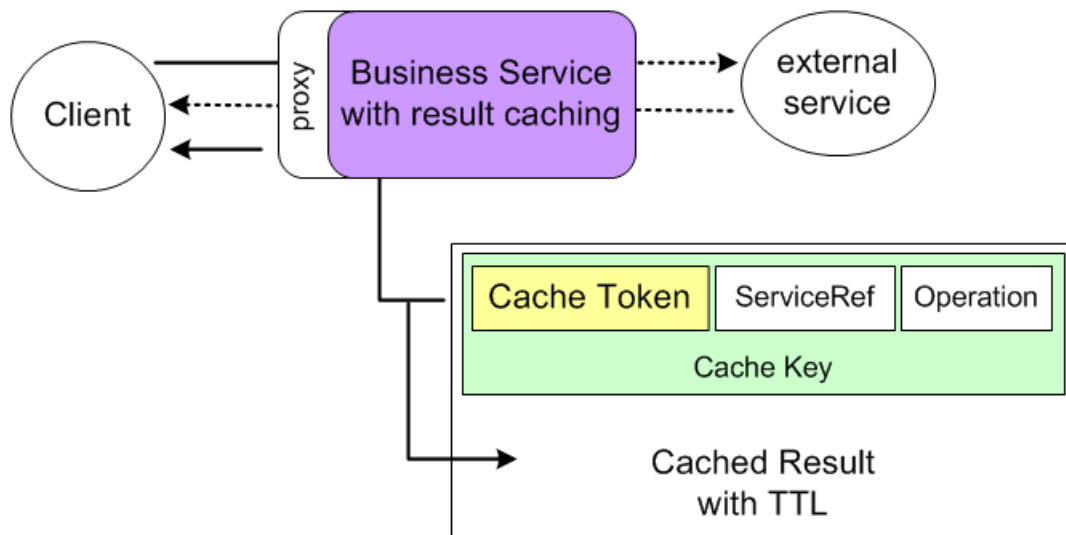 Client
proxy
Business Service
with result caching
external
service
Cache Token
ServiceRef
Operation
Cache Key
Cached Result
with TTL